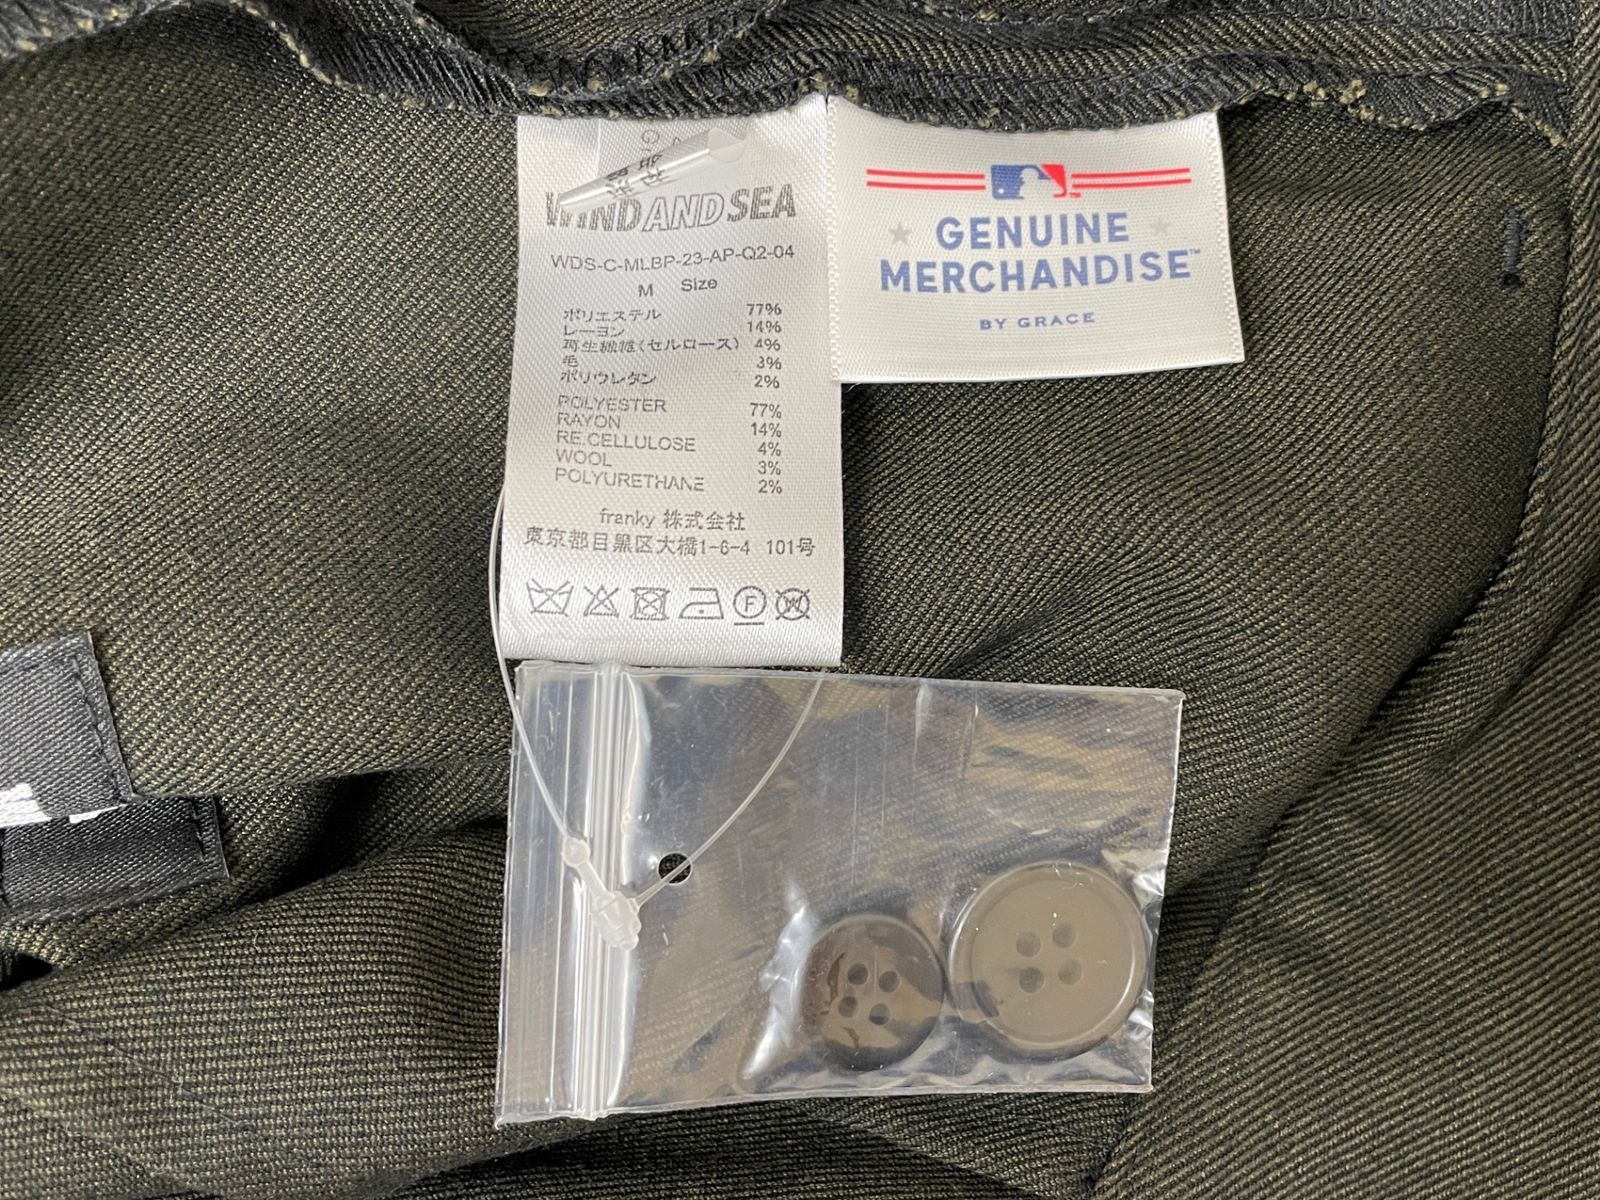 WIND AND SEA
WDS-C-MLBP-23-AP-Q2-04
M Size
ポリエステル 77%
レーヨン 14%
再生繊維(セルロース) 4%
毛 3%
ポリウレタン 2%
POLYESTER 77%
RAYON 14%
RE.CELLULOSE 4%
WOOL 3%
POLYURETHANE 2%
franky 株式会社
東京都目黒区大橋1-6-4 101号
F
W
GENUINE
MERCHANDISE™
BY GRACE